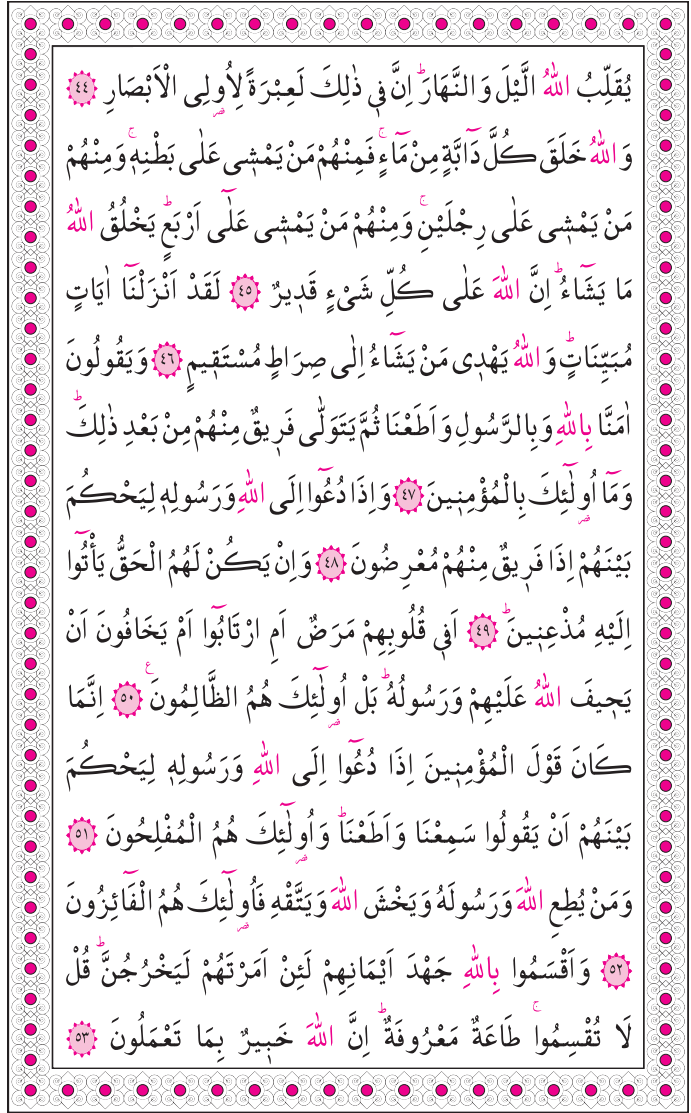 يُقَلِّبُ اللّٰهُ الَّيْلَ وَالنَّهَارَۜ اِنَّ ف۪ي ذٰلِكَ لَعِبْرَةً لِاُو۬لِى الْاَبْصَارِ ﴿٤٤﴾
وَاللّٰهُ خَلَقَ كُلَّ دَٓابَّةٍ مِنْ مَٓاءٍۚ فَمِنْهُمْ مَنْ يَمْش۪ى عَلٰى بَطْنِه۪ۚ وَمِنْهُمْ
مَنْ يَمْش۪ى عَلٰى رِجْلَيْنِۚ وَمِنْهُمْ مَنْ يَمْش۪ى عَلٰٓى اَرْبَعٍۜ يَخْلُقُ اللّٰهُ
مَا يَشَٓاءُۜ اِنَّ اللّٰهَ عَلٰى كُلِّ شَىْءٍ قَد۪يرٌ ﴿٤٥﴾ لَقَدْ اَنْزَلْنَٓا اٰيَاتٍ
مُبَيِّنَاتٍۜ وَاللّٰهُ يَهْد۪ى مَنْ يَشَٓاءُ اِلٰى صِرَاطٍ مُسْتَق۪يمٍ ﴿٤٦﴾ وَيَقُولُونَ
اٰمَنَّا بِاللّٰهِ وَبِالرَّسُولِ وَاَطَعْنَا ثُمَّ يَتَوَلّٰى فَر۪يقٌ مِنْهُمْ مِنْ بَعْدِ ذٰلِكَۜ
وَمَٓا اُو۬لٰٓئِكَ بِالْمُؤْمِن۪ينَ ﴿٤٧﴾ وَاِذَا دُعُٓوا اِلَى اللّٰهِ وَرَسُولِه۪ لِيَحْكُمَ
بَيْنَهُمْ اِذَا فَر۪يقٌ مِنْهُمْ مُعْرِضُونَ ﴿٤٨﴾ وَاِنْ يَكُنْ لَهُمُ الْحَقُّ يَأْتُٓوا
اِلَيْهِ مُذْعِن۪ينَۜ ﴿٤٩﴾ اَف۪ي قُلُوبِهِمْ مَرَضٌ اَمِ ارْتَابُٓوا اَمْ يَخَافُونَ اَنْ
يَح۪يفَ اللّٰهُ عَلَيْهِمْ وَرَسُولُهُۜ بَلْ اُو۬لٰٓئِكَ هُمُ الظَّالِمُونَ۟ ﴿٥٠﴾ اِنَّمَا
كَانَ قَوْلَ الْمُؤْمِن۪ينَ اِذَا دُعُٓوا اِلَى اللّٰهِ وَرَسُولِه۪ لِيَحْكُمَ
بَيْنَهُمْ اَنْ يَقُولُوا سَمِعْنَا وَاَطَعْنَاۜ وَاُو۬لٰٓئِكَ هُمُ الْمُفْلِحُونَ ﴿٥١﴾
وَمَنْ يُطِعِ اللّٰهَ وَرَسُولَهُ وَيَخْشَ اللّٰهَ وَيَتَّقْهِ فَاُو۬لٰٓئِكَ هُمُ الْفَٓائِزُونَ
﴿٥٢﴾ وَاَقْسَمُوا بِاللّٰهِ جَهْدَ اَيْمَانِهِمْ لَئِنْ اَمَرْتَهُمْ لَيَخْرُجُنَّۜ قُلْ
لَا تُقْسِمُواۚ طَاعَةٌ مَعْرُوفَةٌۜ اِنَّ اللّٰهَ خَب۪يرٌ بِمَا تَعْمَلُونَ ﴿٥٣﴾